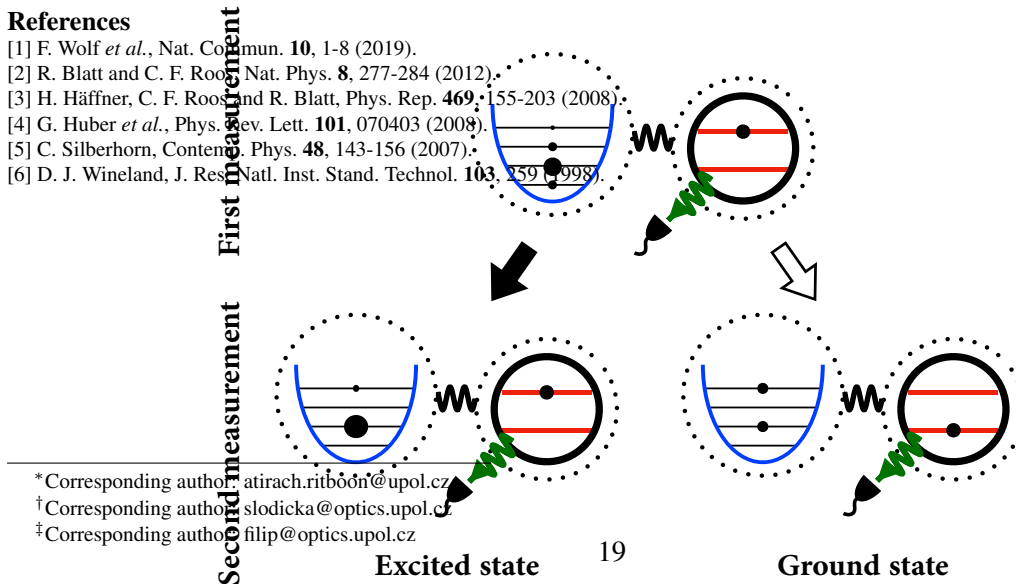 References
[1] F. Wolf et al., Nat. Commun. 10, 1-8 (2019).
[2] R. Blatt and C. F. Roos, Nat. Phys. 8, 277-284 (2012).
[3] H. Häffner, C. F. Roos and R. Blatt, Phys. Rep. 469, 155-203 (2008).
[4] G. Huber et al., Phys. Rev. Lett. 101, 070403 (2008).
[5] C. Silberhorn, Contemp. Phys. 48, 143-156 (2007).
[6] D. J. Wineland, J. Res. Natl. Inst. Stand. Technol. 103, 259 (1998).
First measurement
Second measurement
*Corresponding author: atirach.ritboon@upol.cz
†Corresponding author: slodicka@optics.upol.cz
‡Corresponding author: filip@optics.upol.cz
19
Excited state
Ground state